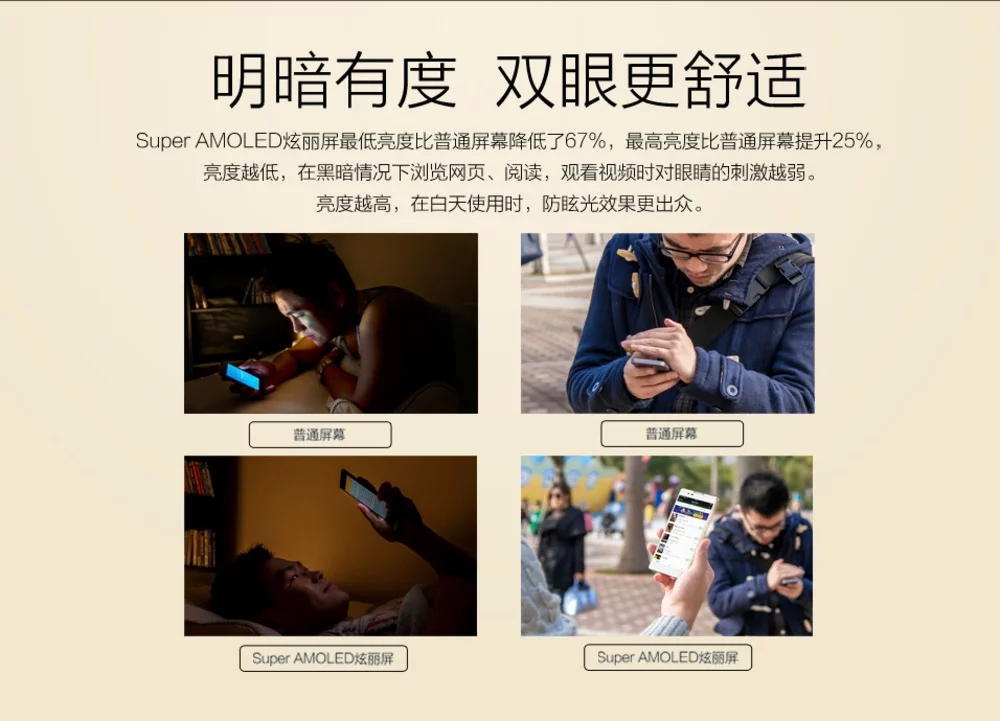 明暗有度 双眼更舒适
Super AMOLED炫丽屏最低亮度比普通屏幕降低了67%，最高亮度比普通屏幕提升25%，
亮度越低，在黑暗情况下浏览网页、阅读，观看视频时对眼睛的刺激越弱。
亮度越高，在白天使用时，防眩光效果更出众。
普通屏幕
普通屏幕
Super AMOLED炫丽屏
Super AMOLED炫丽屏